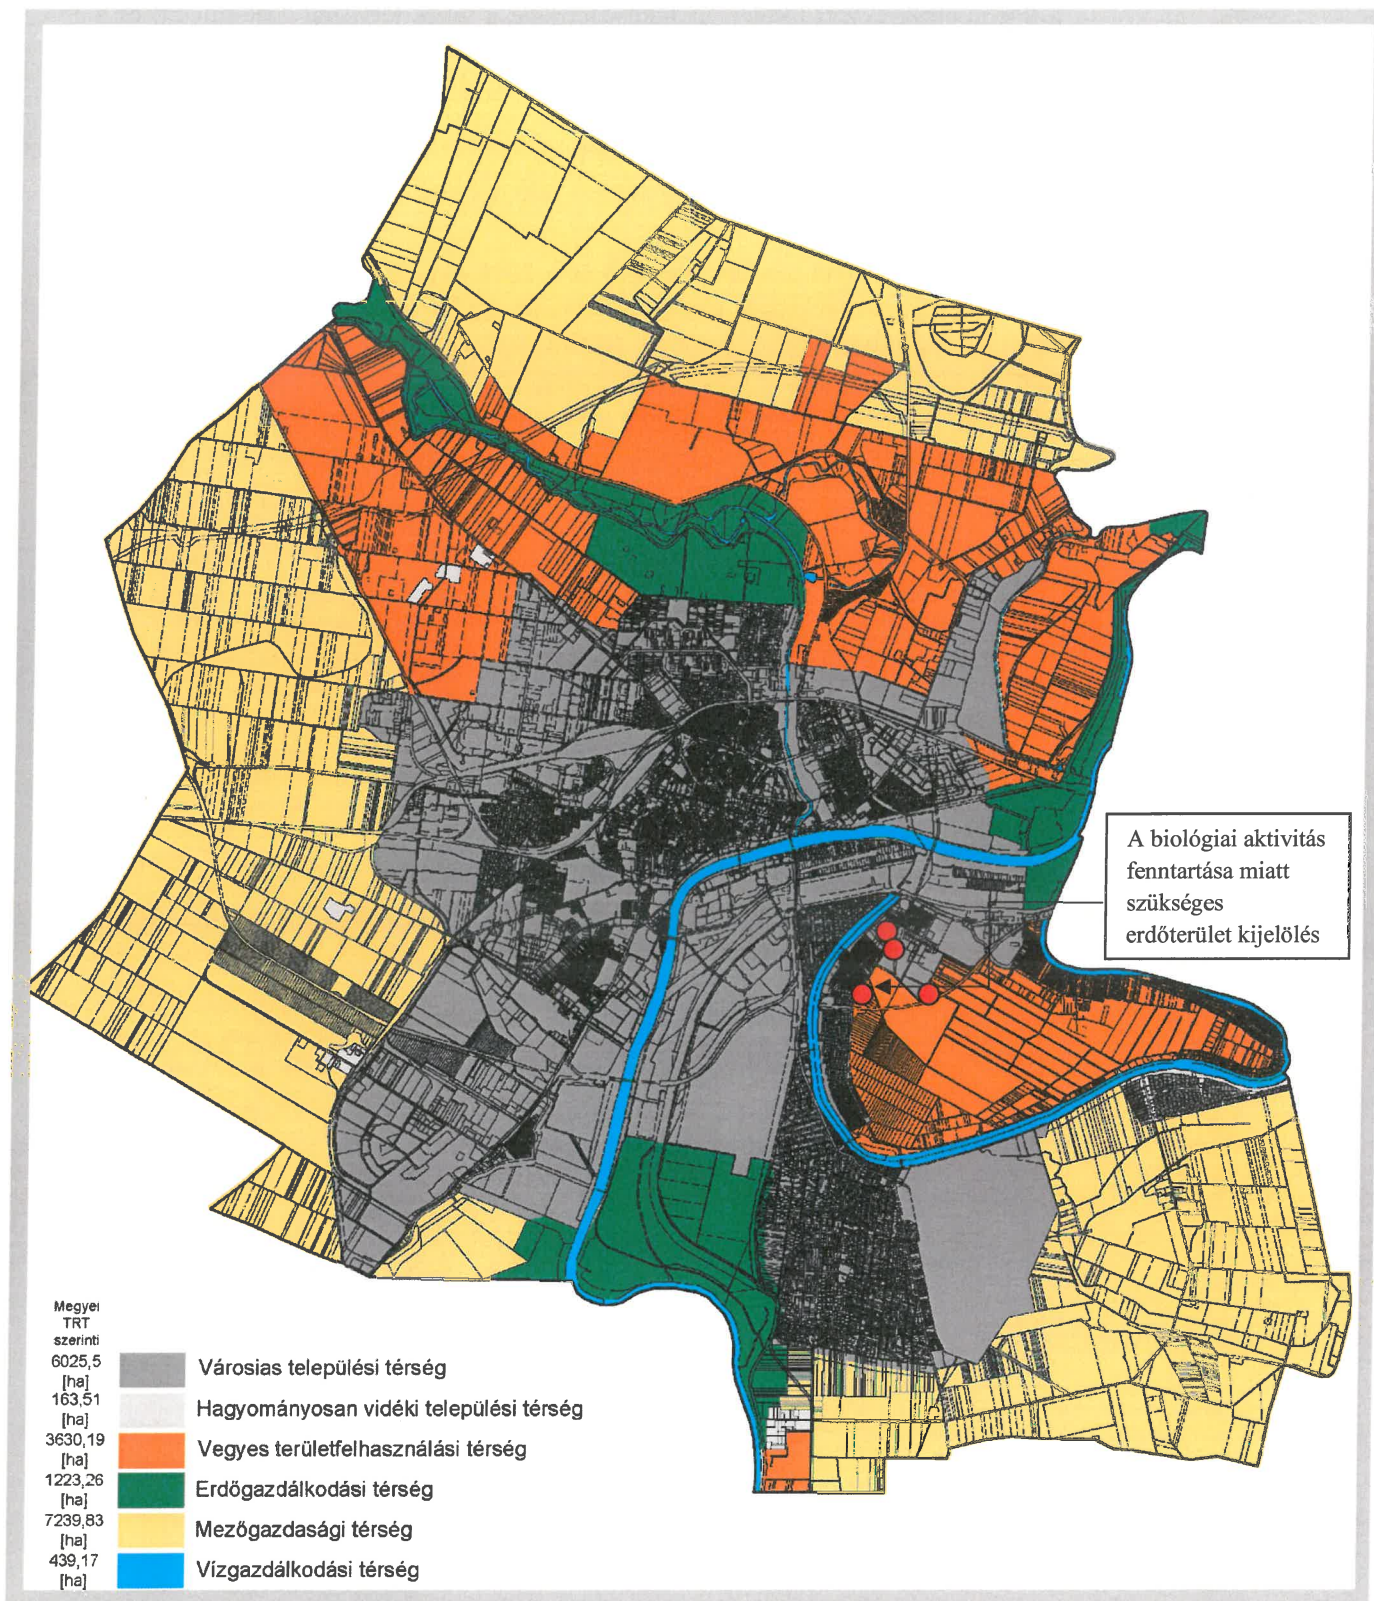 A biológiai aktivitás
fenntartása miatt
szükséges
erdőterület kijelölés
Megyei
TRT
szerinti
6025,5
[ha]
Városias települési térség
163,51
[ha]
Hagyományosan vidéki települési térség
3630,19
[ha]
Vegyes területfelhasználási térség
1223,26
[ha]
Erdőgazdálkodási térség
7239,83
[ha]
Mezőgazdasági térség
439,17
[ha]
Vízgazdálkodási térség